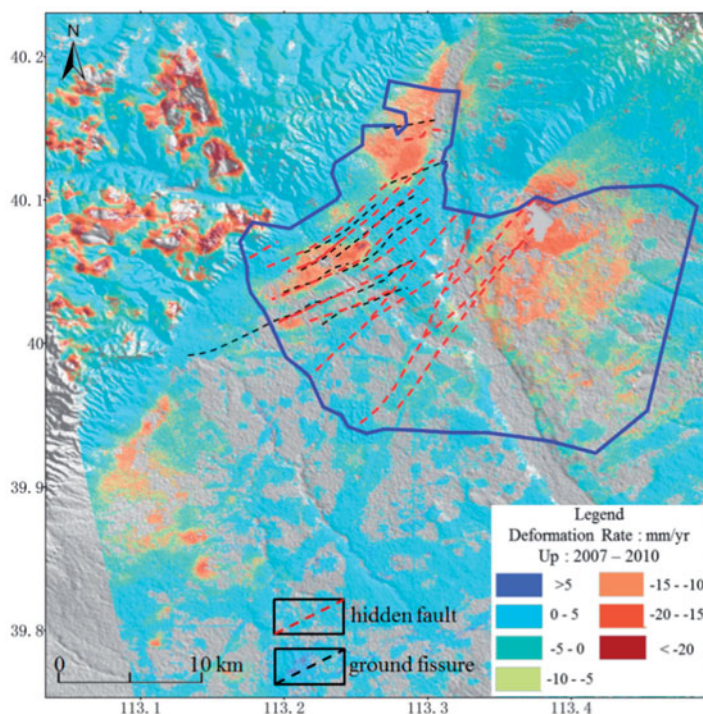 N
40.2
40.1
40
39.9
39.8
hidden fault
ground fissure
0 10 km
Legend
Deformation Rate : mm/yr
Up : 2007 – 2010
>5 -15 - -10
0 - 5 -20 - -15
-5 - 0 < -20
-10 - -5
113.1 113.2 113.3 113.4